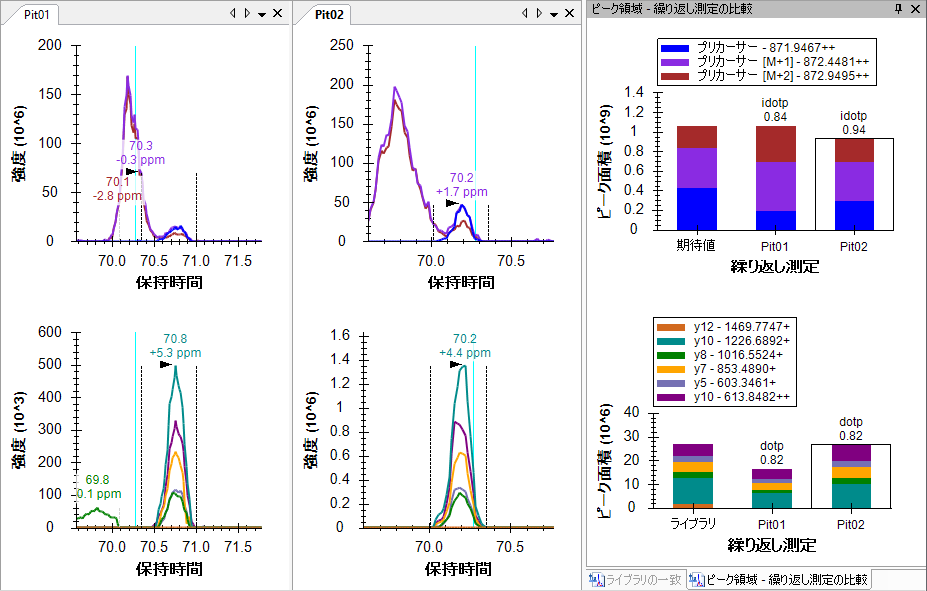 Pit01
200
150
100
50
0
強度 (10^6)
70.3
-0.3 ppm
70.1
-2.8 ppm
70.0 70.5 71.0 71.5
保持時間
600
500
400
300
200
100
0
強度 (10^3)
70.8
+5.3 ppm
69.8
0.1 ppm
70.0 70.5 71.0 71.5
保持時間
Pit02
250
200
150
100
50
0
強度 (10^6)
70.2
+1.7 ppm
70.0 70.5
保持時間
1.6
1.4
1.2
1
0.8
0.6
0.4
0.2
0
強度 (10^6)
70.2
+4.4 ppm
70.0 70.5
保持時間
ピーク領域 - 繰り返し測定の比較
プリカーサー - 871.9467++
プリカーサー [M+1] - 872.4481++
プリカーサー [M+2] - 872.9495++
1.4
1.2
1
0.8
0.6
0.4
0.2
0
ピーク面積 (10^9)
idotp
0.84
idotp
0.94
期待値 Pit01 Pit02
繰り返し測定
y12 - 1469.7747+
y10 - 1226.6892+
y8 - 1016.5524+
y7 - 853.4890+
y5 - 603.3461+
y10 - 613.8482++
40
30
20
10
0
ピーク面積 (10^6)
dotp
0.82
dotp
0.82
ライブラリ Pit01 Pit02
繰り返し測定
ライブラリの一致 ピーク領域 - 繰り返し測定の比較